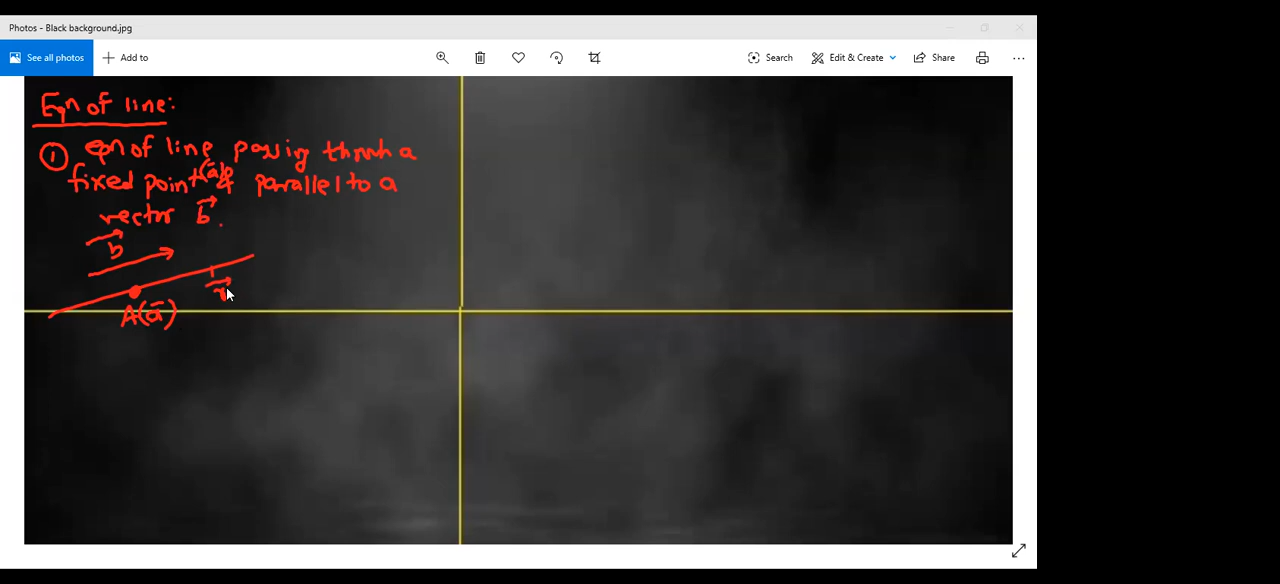 Photos - Black background.jpg
See all photos
Add to
Search
Edit & Create
Share
Eqn of line:
① eqn of line passing through a
fixed point (a) & parallel to a
vector b⃗.
b⃗
r⃗
A(a̅)